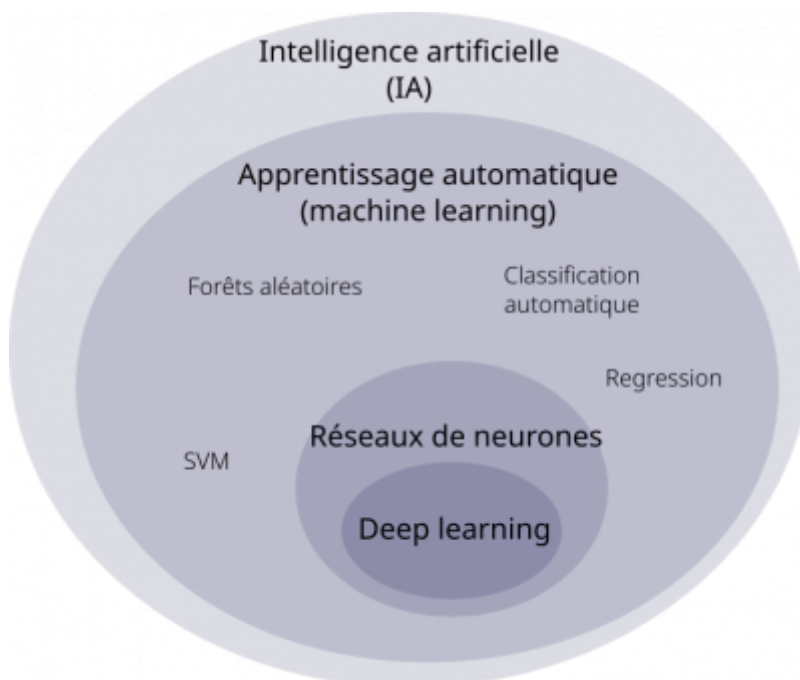 Intelligence artificielle
(IA)
Apprentissage automatique
(machine learning)
Forêts aléatoires
Classification
automatique
Regression
Réseaux de neurones
SVM
Deep learning